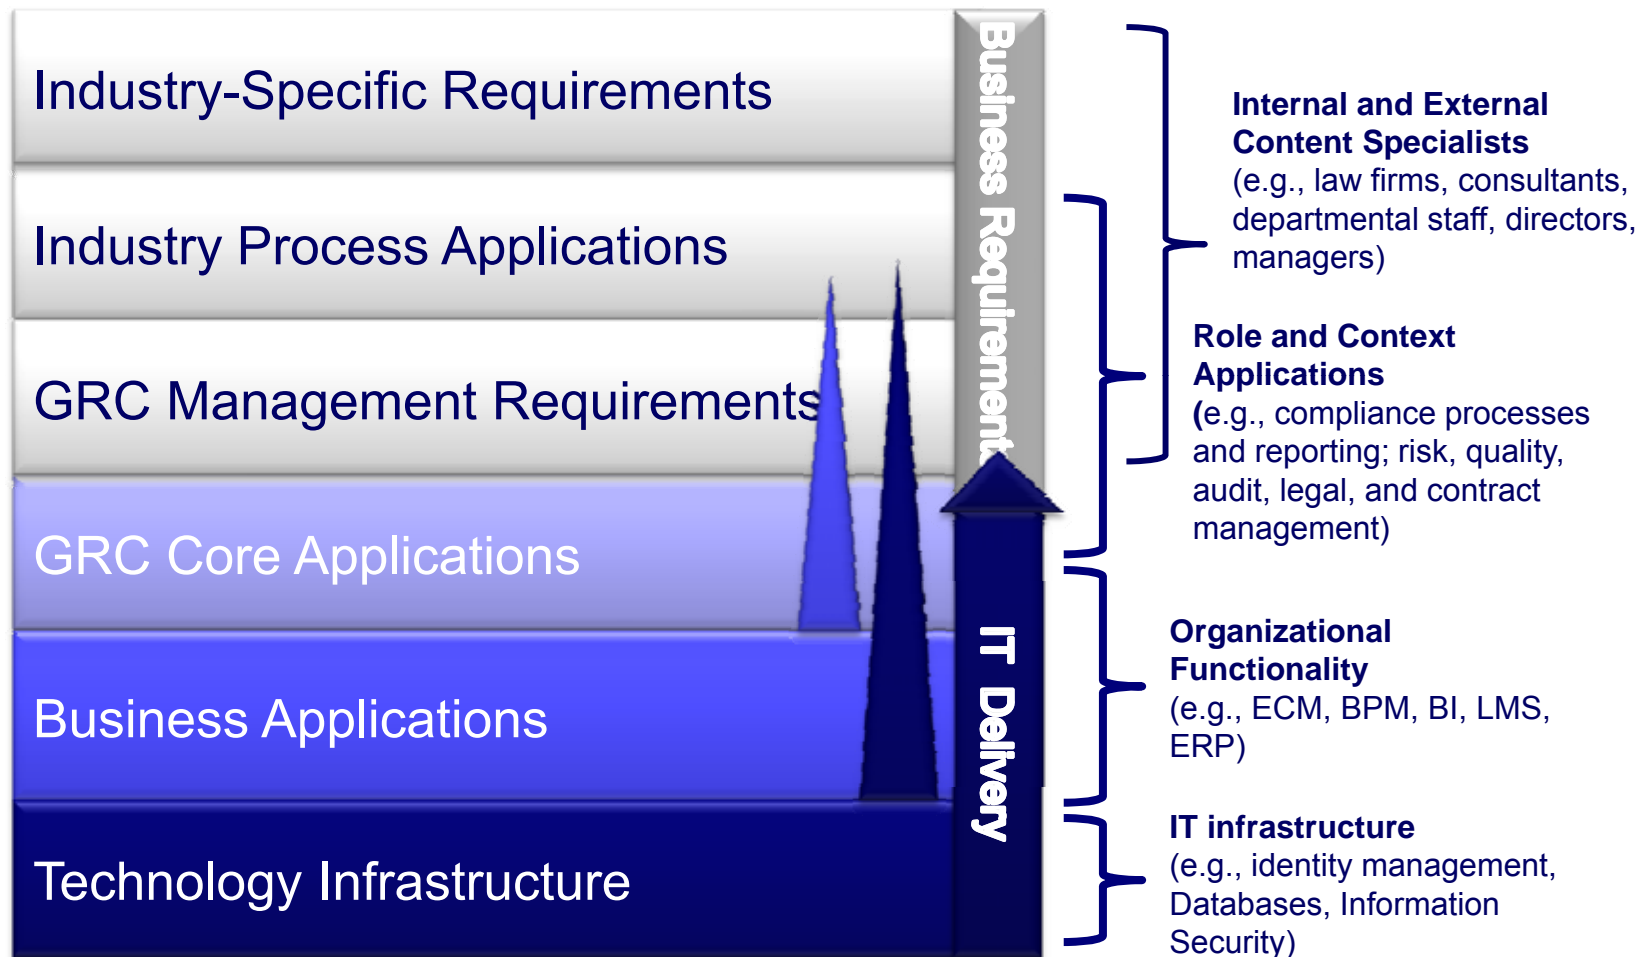 Industry-Specific Requirements
Industry Process Applications
GRC Management Requirements
GRC Core Applications
Business Applications
Technology Infrastructure
Business Requirements
IT Delivery
Internal and External
Content Specialists
(e.g., law firms, consultants,
departmental staff, directors,
managers)
Role and Context
Applications
(e.g., compliance processes
and reporting; risk, quality,
audit, legal, and contract
management)
Organizational
Functionality
(e.g., ECM, BPM, BI, LMS,
ERP)
IT infrastructure
(e.g., identity management,
Databases, Information
Security)